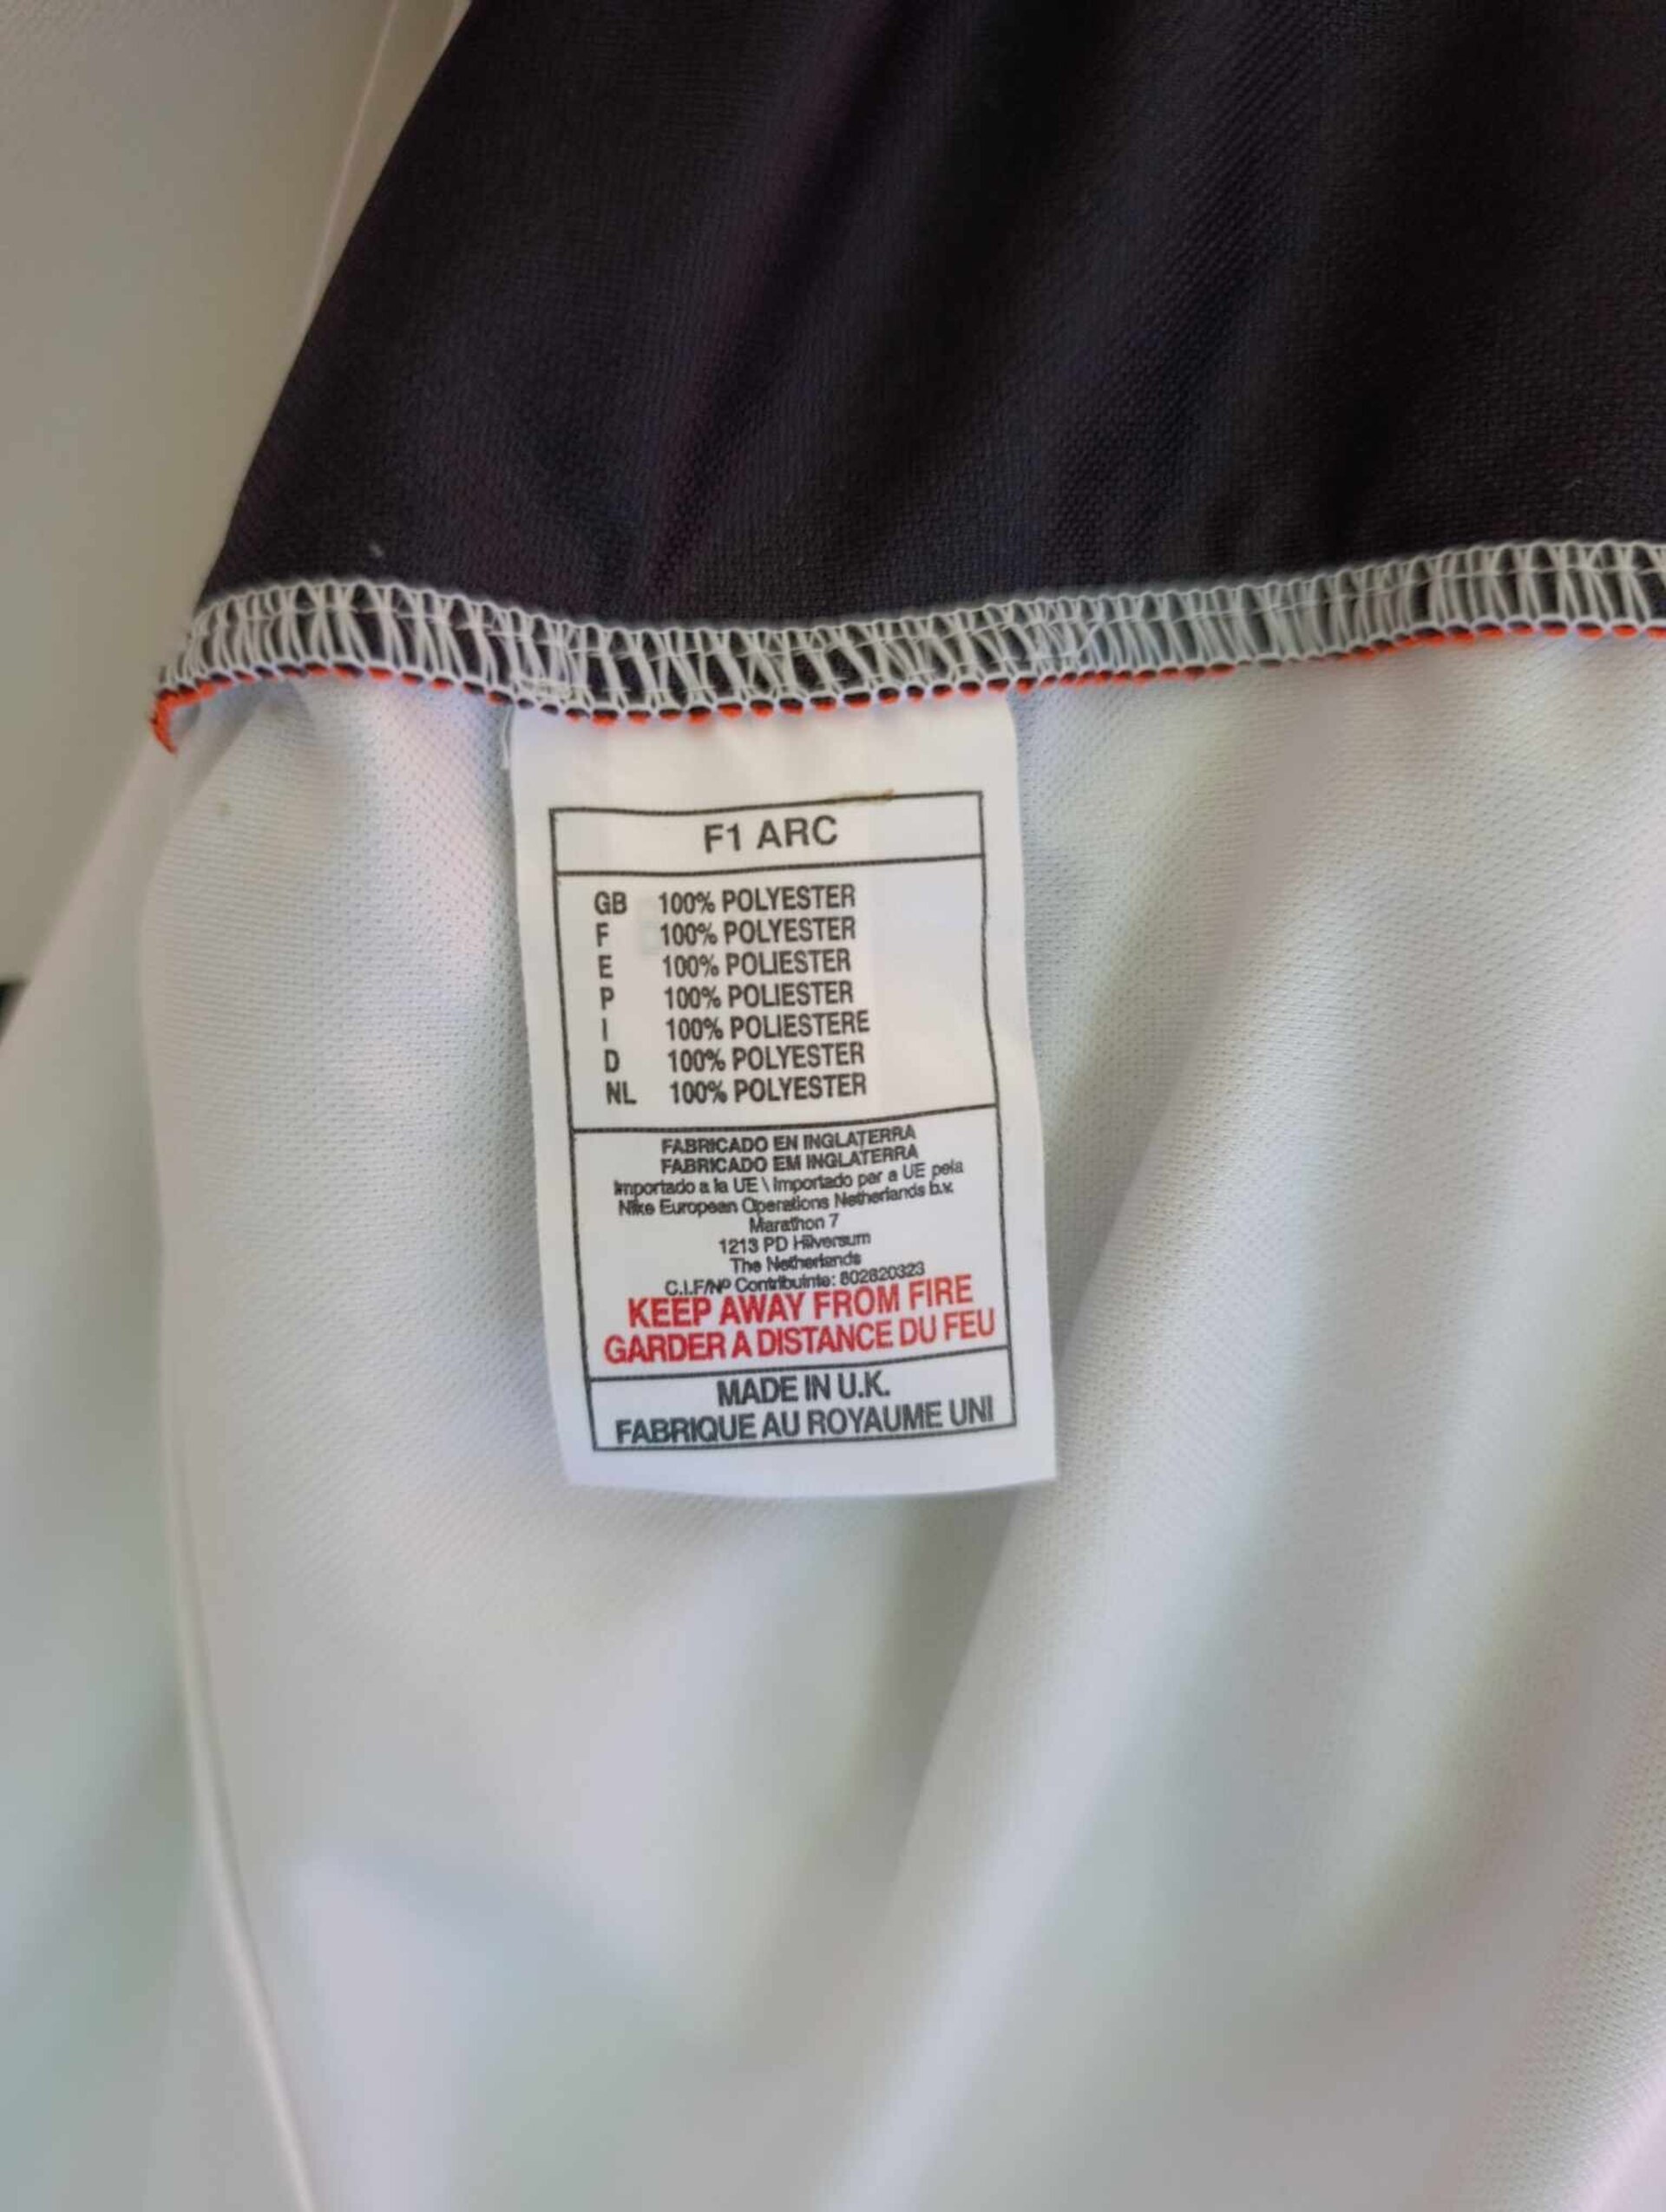 F1 ARC
GB 100% POLYESTER
F 100% POLYESTER
E 100% POLIESTER
P 100% POLIESTER
I 100% POLIESTERE
D 100% POLYESTER
NL 100% POLYESTER
FABRICADO EN INGLATERRA
FABRICADO EM INGLATERRA
Importado a la UE \ Importado per a UE pela
Nike European Operations Netherlands b.v.
Marathon 7
1213 PD Hilversum
The Netherlands
C.I.F/Nº Contribuinte: 802820323
KEEP AWAY FROM FIRE
GARDER A DISTANCE DU FEU
MADE IN U.K.
FABRIQUE AU ROYAUME UNI